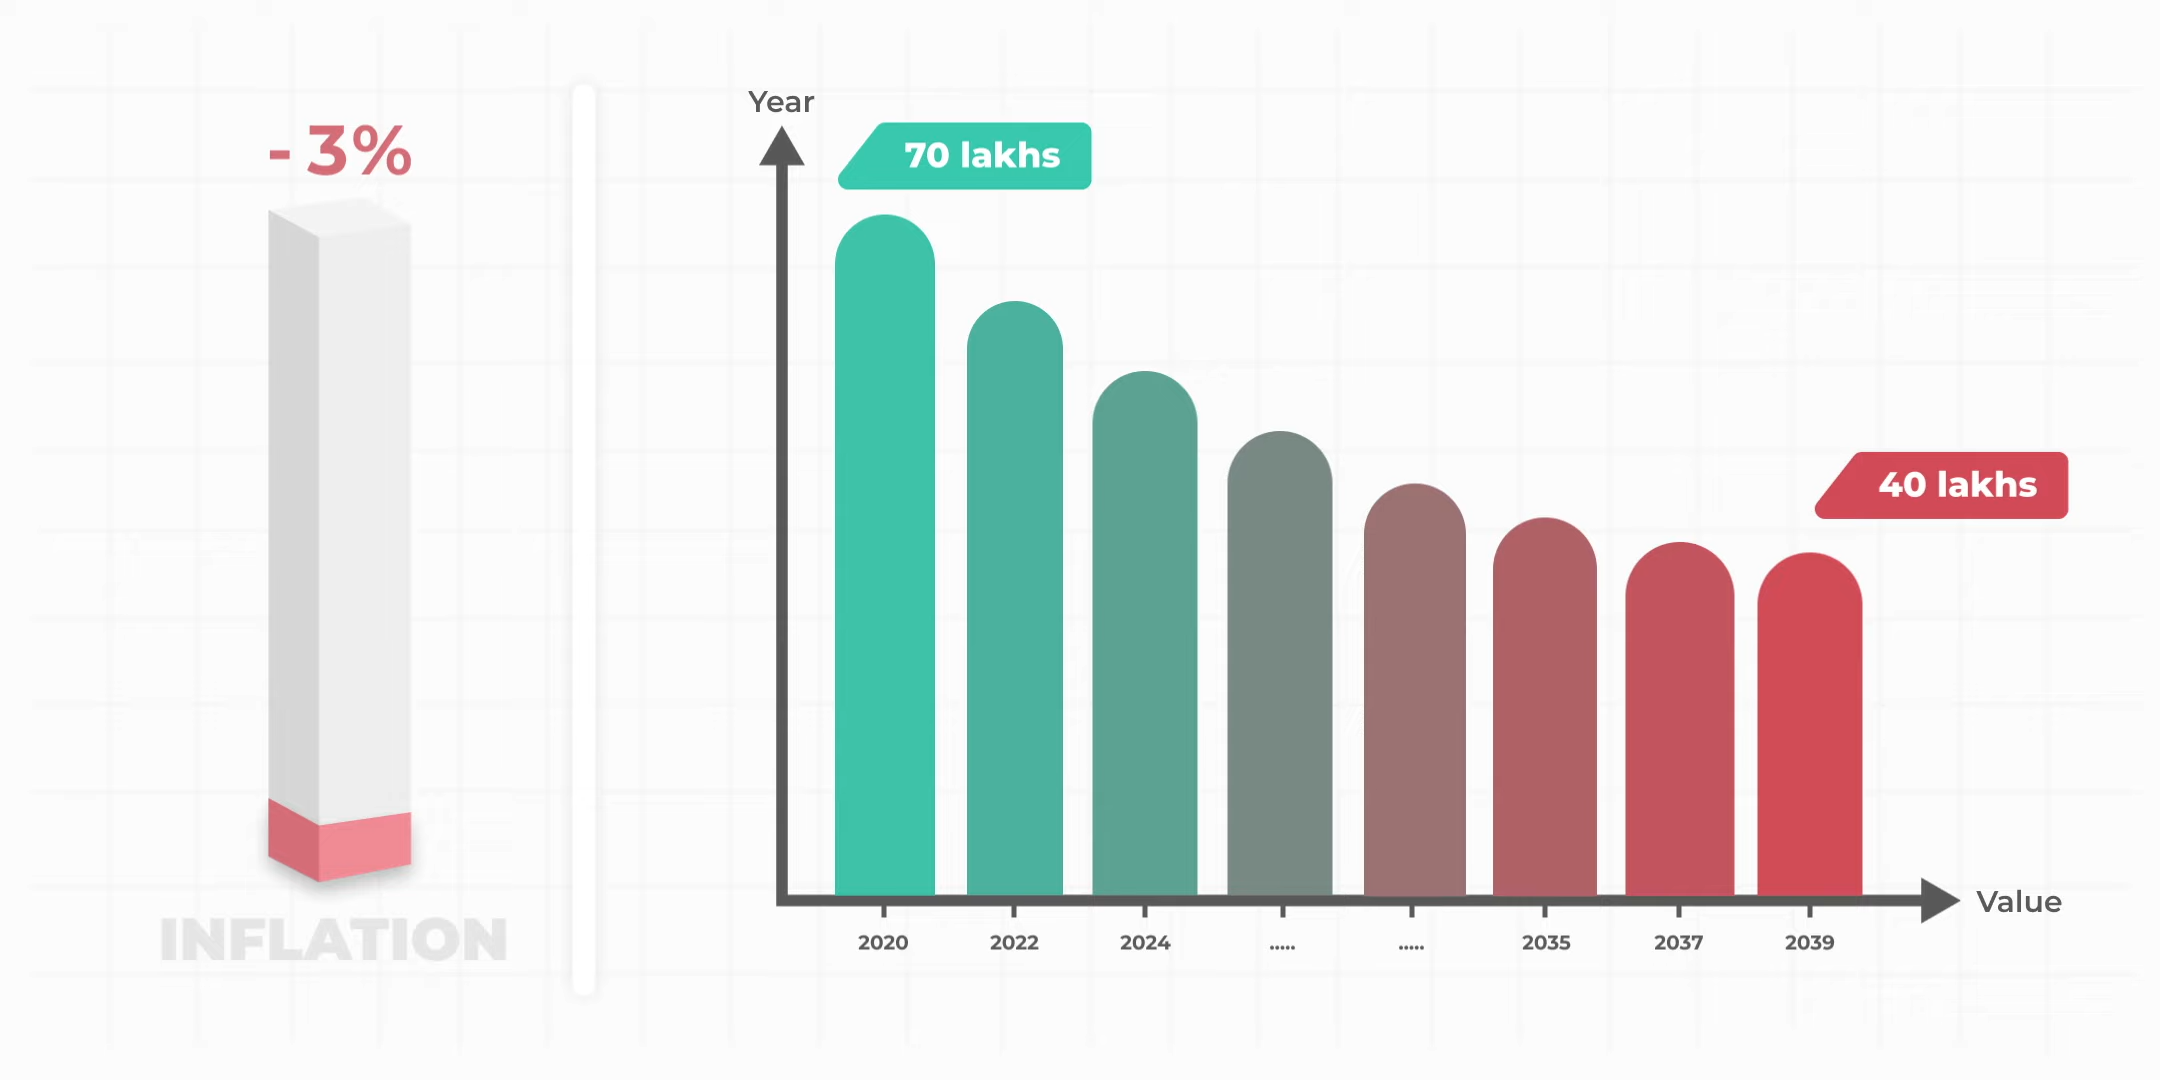 - 3%
INFLATION
Year
70 lakhs
40 lakhs
Value
2020 2022 2024 ..... ..... 2035 2037 2039